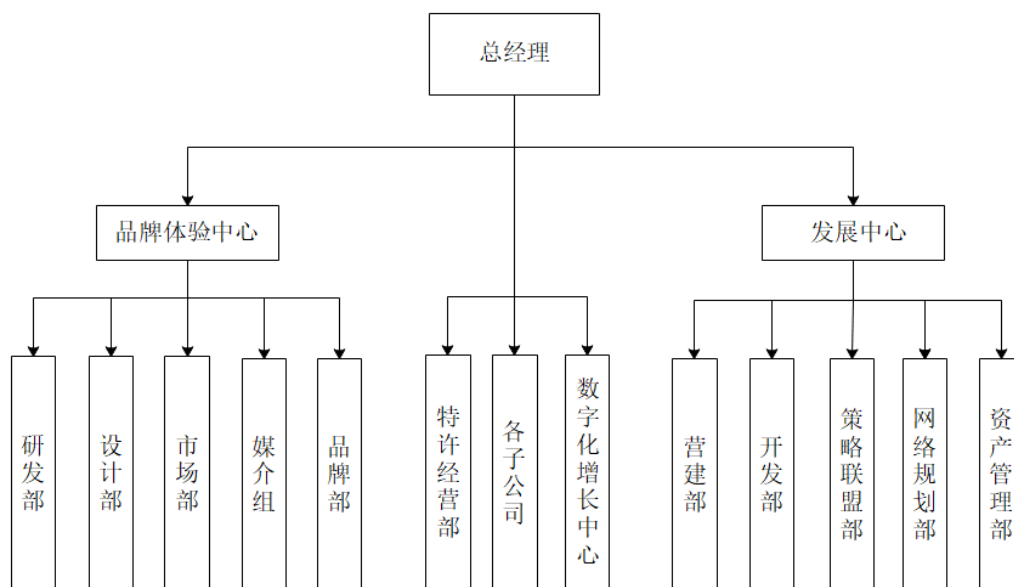 总经理
品牌体验中心
发展中心
研发部
设计部
市场部
媒介组
品牌部
特许经营部
各子公司
数字化增长中心
营建部
开发部
策略联盟部
网络规划部
资产管理部